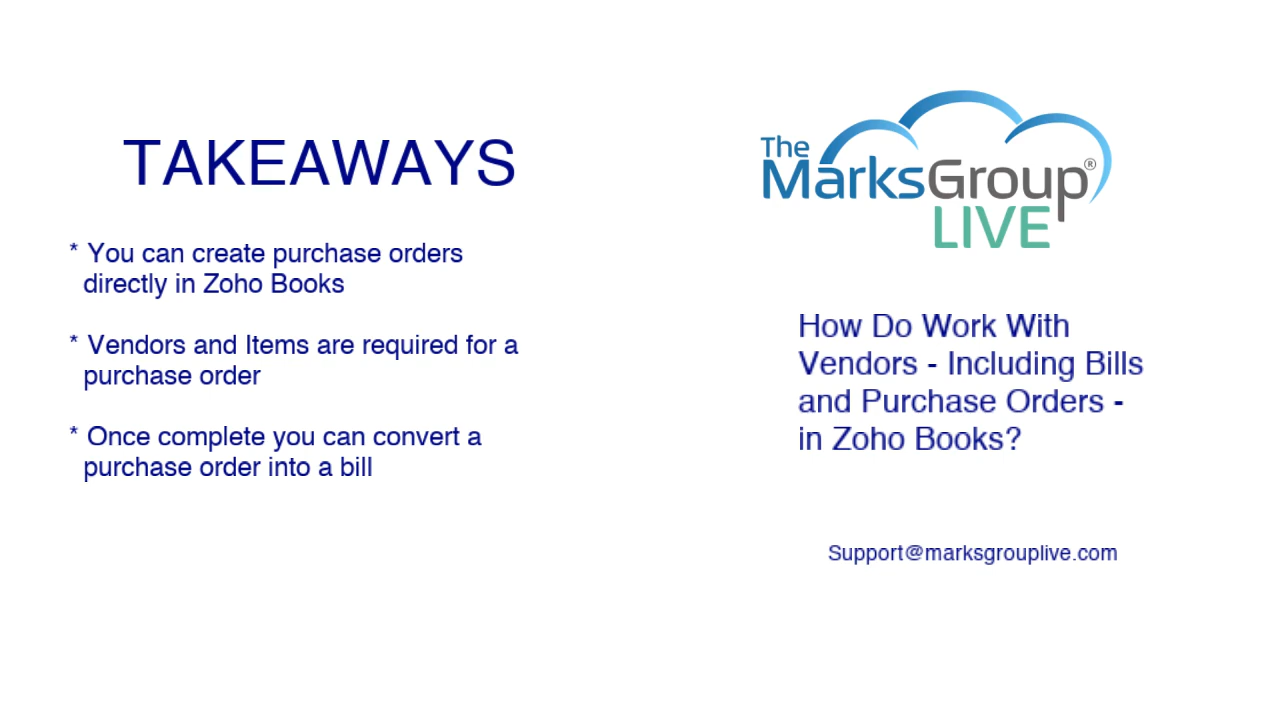 TAKEAWAYS
* You can create purchase orders
directly in Zoho Books
* Vendors and Items are required for a
purchase order
* Once complete you can convert a
purchase order into a bill
The
MarksGroup®
LIVE
How Do Work With
Vendors - Including Bills
and Purchase Orders -
in Zoho Books?
Support@marksgrouplive.com